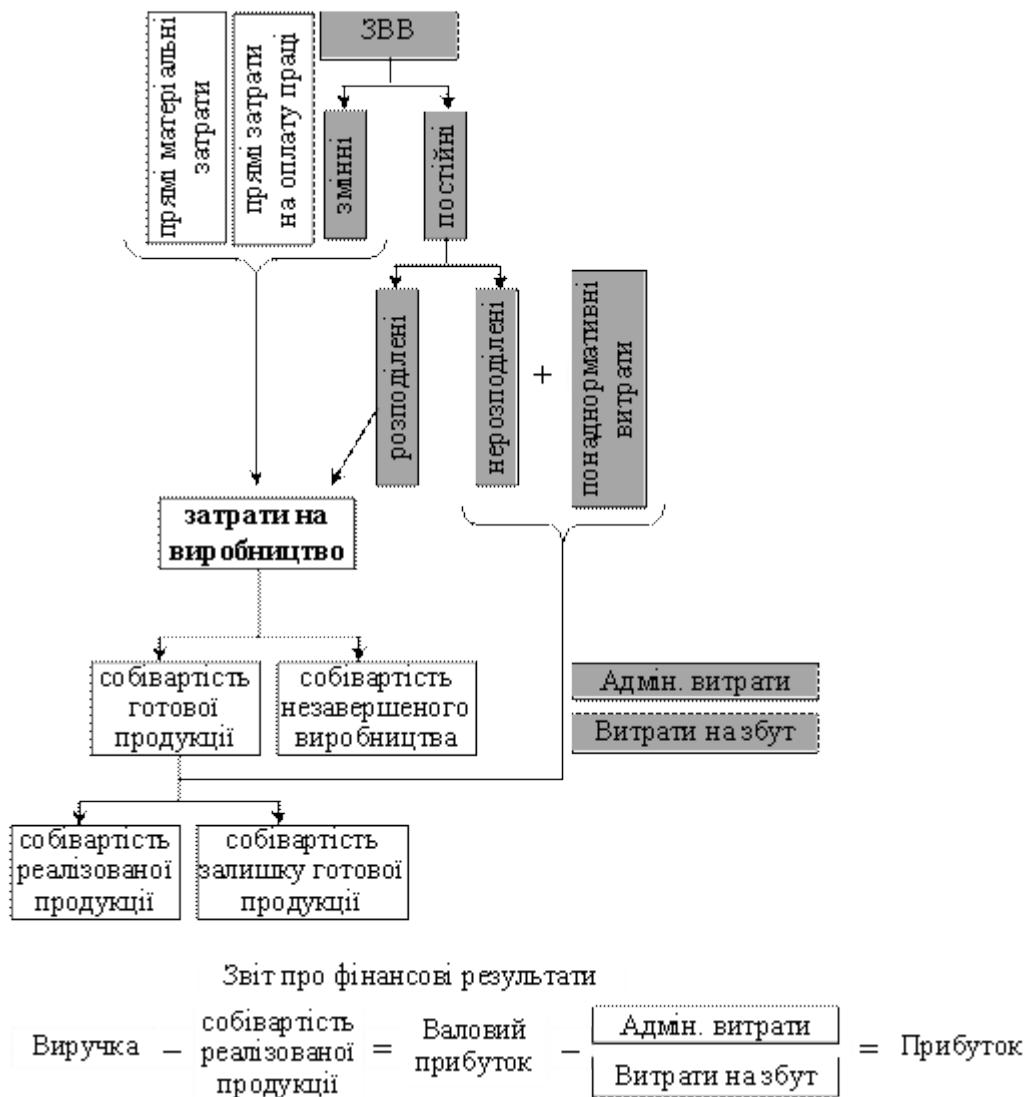 прямі матеріальні
затрати
прямі затрати
на оплату праці
ЗВВ
змінні
постійні
розподілені
нерозподілені
+
понаднормативні
витрати
затрати на
виробництво
собівартість
готової
продукції
собівартість
незавершеного
виробництва
Адмін. витрати
Витрати на збут
собівартість
реалізованої
продукції
собівартість
залишку готової
продукції
Звіт про фінансові результати
Виручка
–
собівартість
реалізованої
продукції
=
Валовий
прибуток
–
Адмін. витрати
Витрати на збут
=
Прибуток